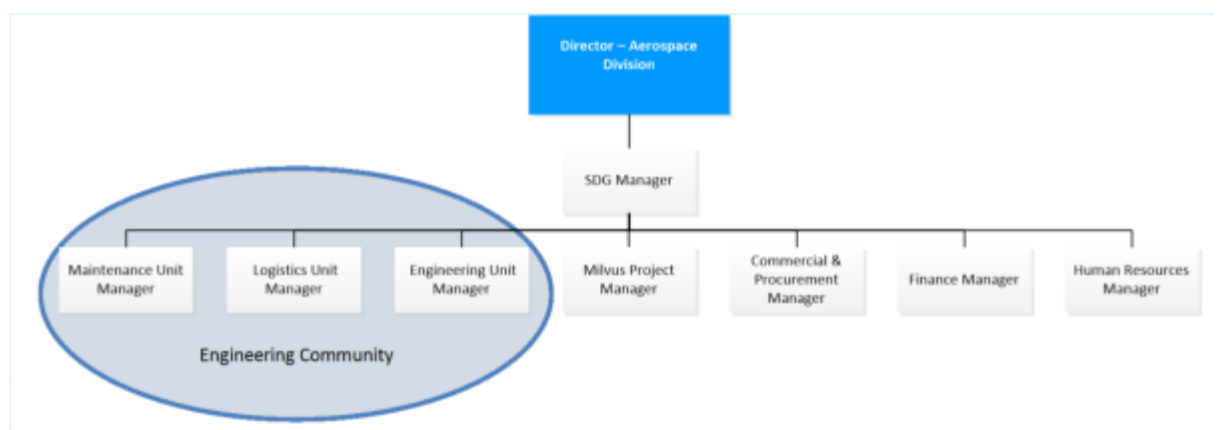 Director – Aerospace
Division
SDG Manager
Maintenance Unit
Manager
Logistics Unit
Manager
Engineering Unit
Manager
Milvus Project
Manager
Commercial &
Procurement
Manager
Finance Manager
Human Resources
Manager
Engineering Community